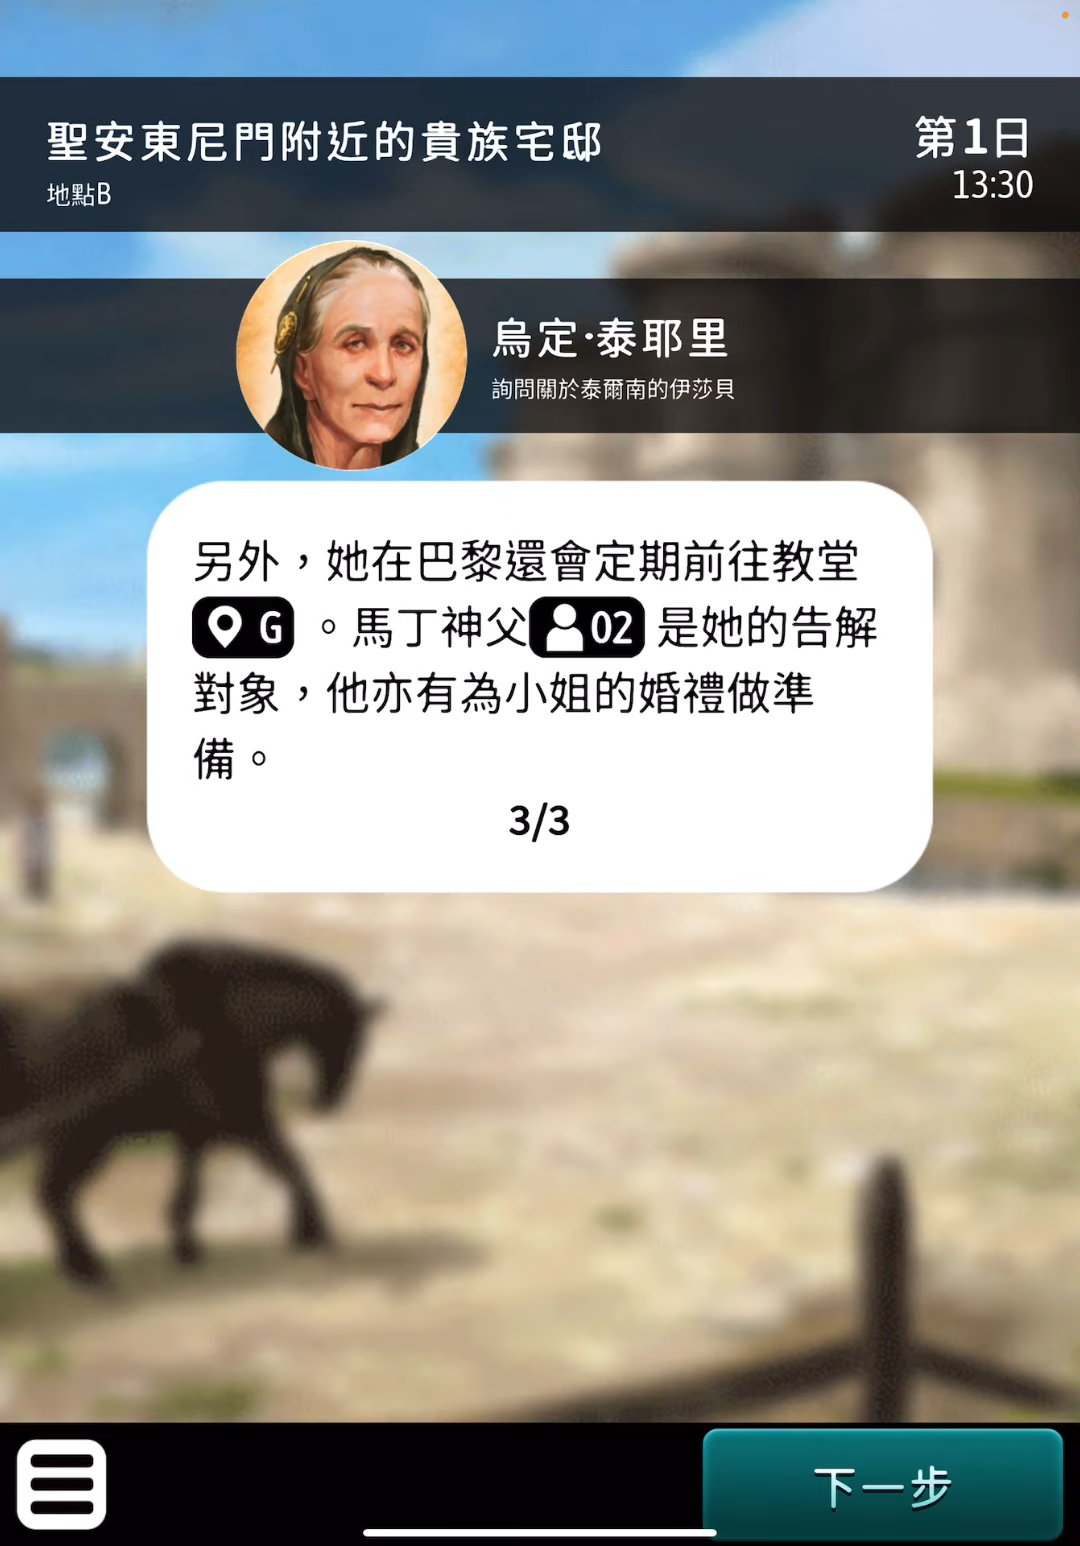 聖安東尼門附近的貴族宅邸
地點B
第1日
13:30
烏定·泰耶里
詢問關於泰爾南的伊莎貝
另外，她在巴黎還會定期前往教堂
G 。馬丁神父 02 是她的告解
對象，他亦有為小姐的婚禮做準
備。
3/3
下一步